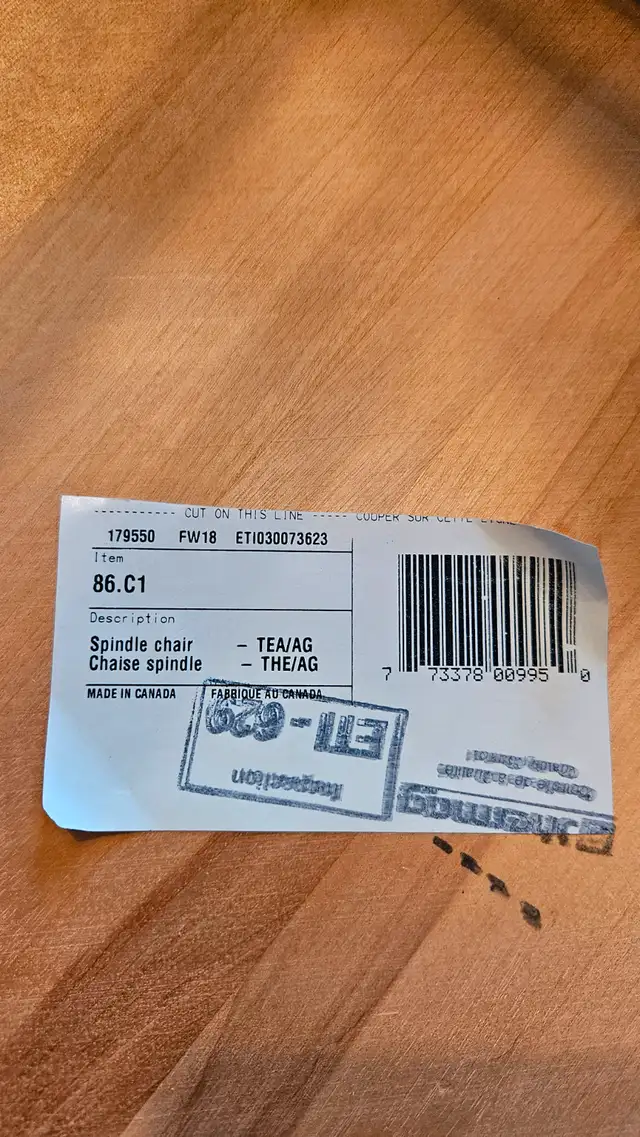 ----------- CUT ON THIS LINE ----- COUPER SUR CETTE LIGNE
179550 FW18 ETI030073623
Item
86.C1
Description
Spindle chair – TEA/AG
Chaise spindle – THE/AG
MADE IN CANADA FABRIQUE AU CANADA
7 73378 00995 0
ETI - 629
Inspection